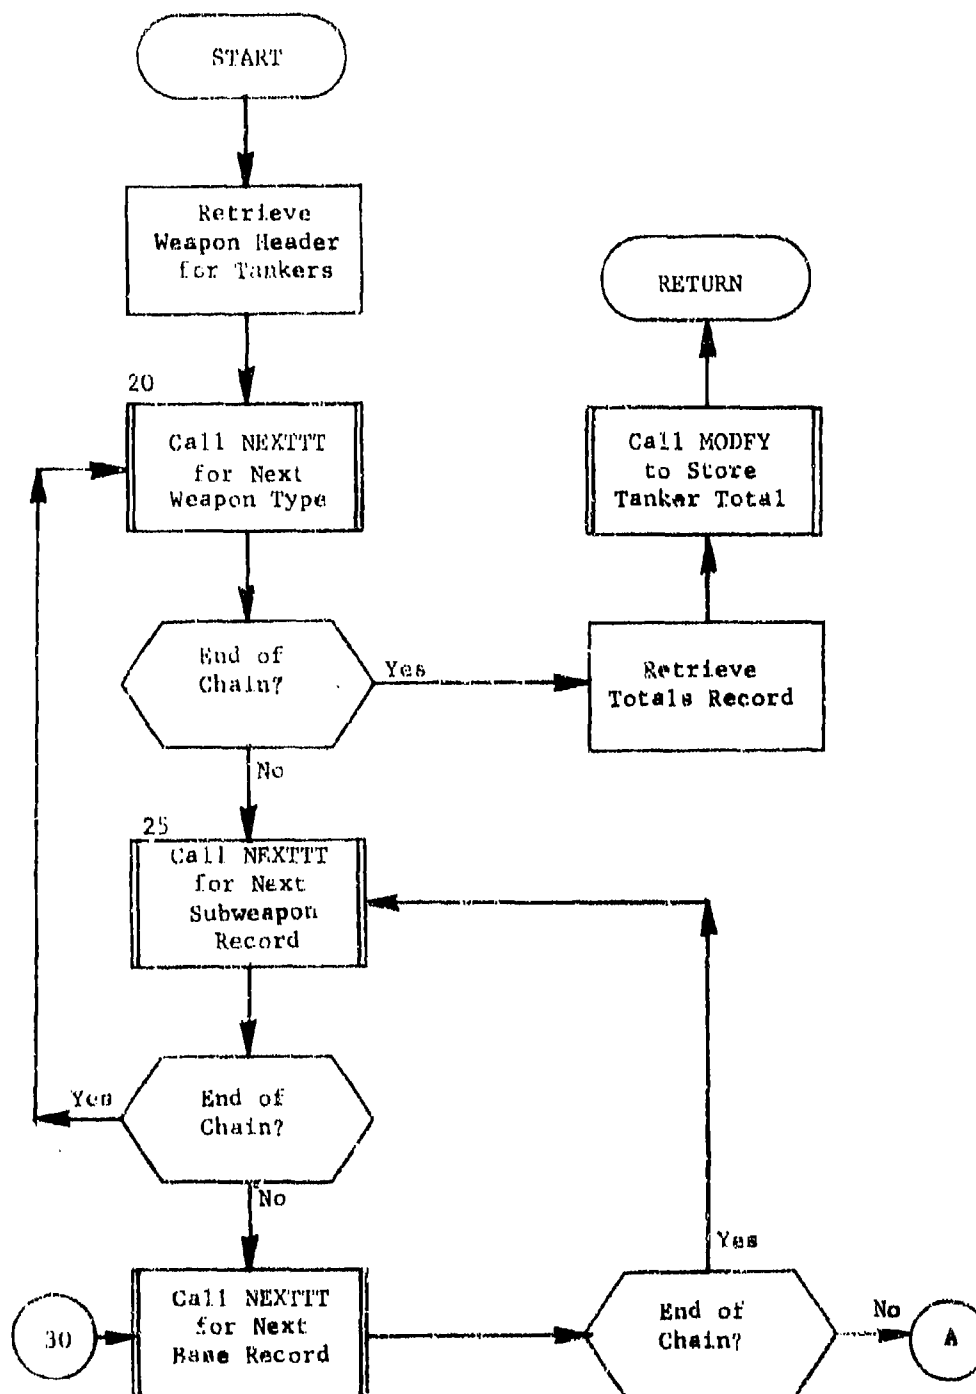 START
Retrieve
Weapon Header
for Tankers
RETURN
20
Call NEXTTT
for Next
Weapon Type
Call MODFY
to Store
Tanker Total
End of
Chain?
Yes
Retrieve
Totals Record
No
25
Call NEXTTT
for Next
Subweapon
Record
Yes
End of
Chain?
No
Yes
30
Call NEXTTT
for Next
Base Record
End of
Chain?
No
A